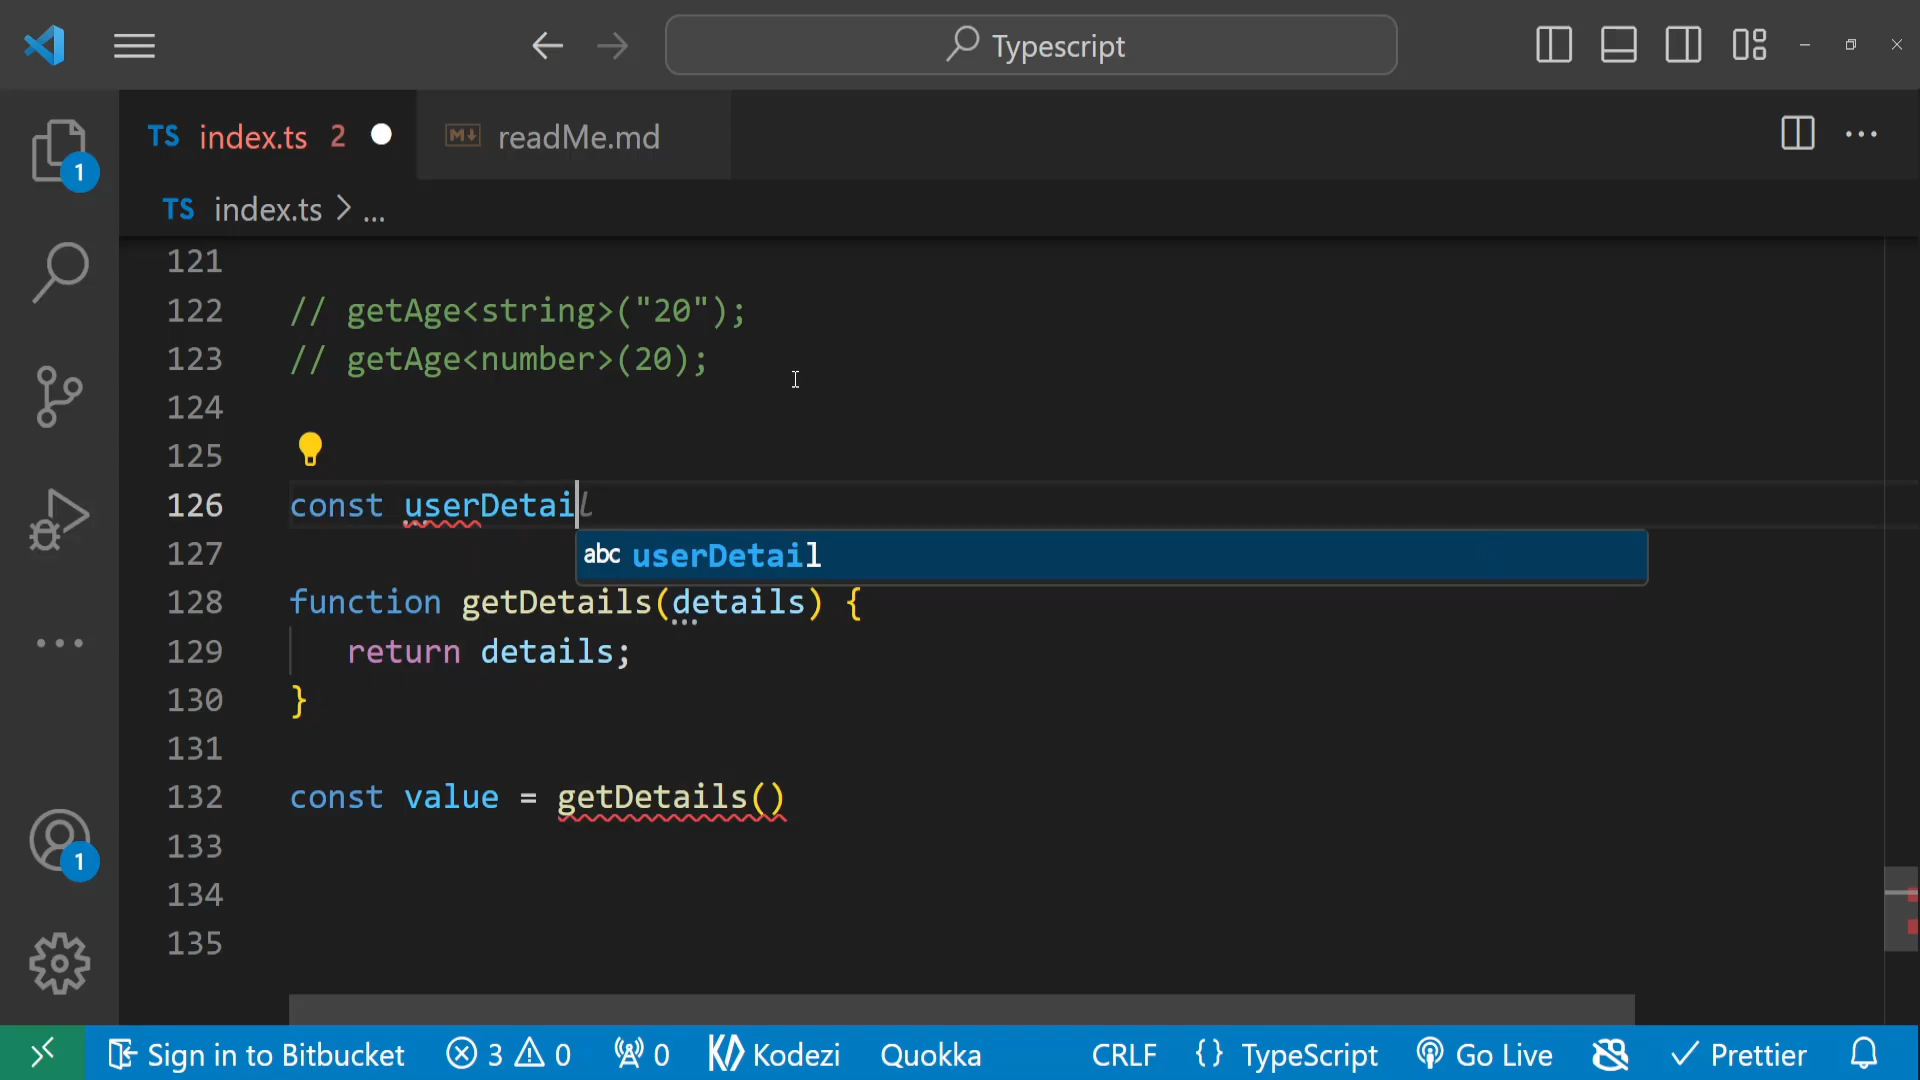 Typescript
TS index.ts 2
readMe.md
TS index.ts > ...
121
122 // getAge<string>("20");
123 // getAge<number>(20);
124
125
126 const userDetail
127
abc userDetail
128 function getDetails(details) {
129 return details;
130 }
131
132 const value = getDetails()
133
134
135
1
1
Sign in to Bitbucket 3 0 0 Kodezi Quokka CRLF {} TypeScript Go Live Prettier